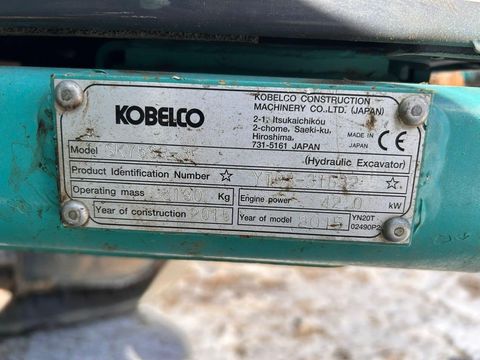 KOBELCO
KOBELCO CONSTRUCTION
MACHINERY CO.,LTD. (JAPAN)
2-1, Itsukaichikou
2-chome, Saeki-ku,
Hiroshima.
731-5161 JAPAN
MADE IN
JAPAN
CE
Model
(Hydraulic Excavator)
Product Identification Number ☆ ☆
Operating mass Kg
Engine power 42.0 kW
Year of construction
Year of model
YN20T
02490P2